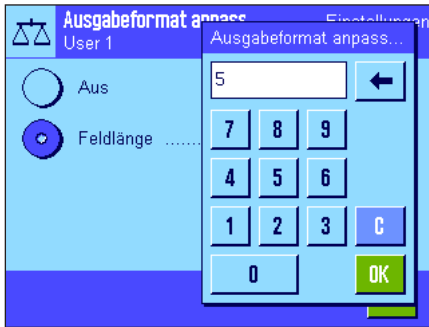 Ausgabeformat anpass...
User 1
Aus
Feldlänge ......
Ausgabeformat anpass...
5
7 8 9
4 5 6
1 2 3 C
0 OK